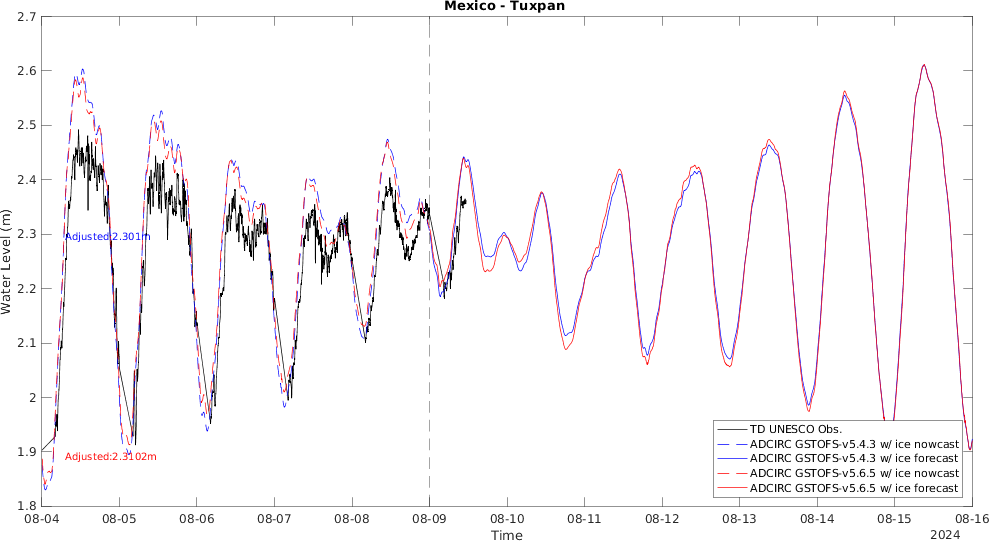 Mexico - Tuxpan
2.7
2.6
2.5
2.4
2.3
2.2
2.1
2
1.9
1.8
Water Level (m)
Adjusted:2.301m
Adjusted:2.3102m
TD UNESCO Obs.
ADCIRC GSTOFS-v5.4.3 w/ ice nowcast
ADCIRC GSTOFS-v5.4.3 w/ ice forecast
ADCIRC GSTOFS-v5.6.5 w/ ice nowcast
ADCIRC GSTOFS-v5.6.5 w/ ice forecast
08-04 08-05 08-06 08-07 08-08 08-09 08-10 08-11 08-12 08-13 08-14 08-15 08-16
Time
2024